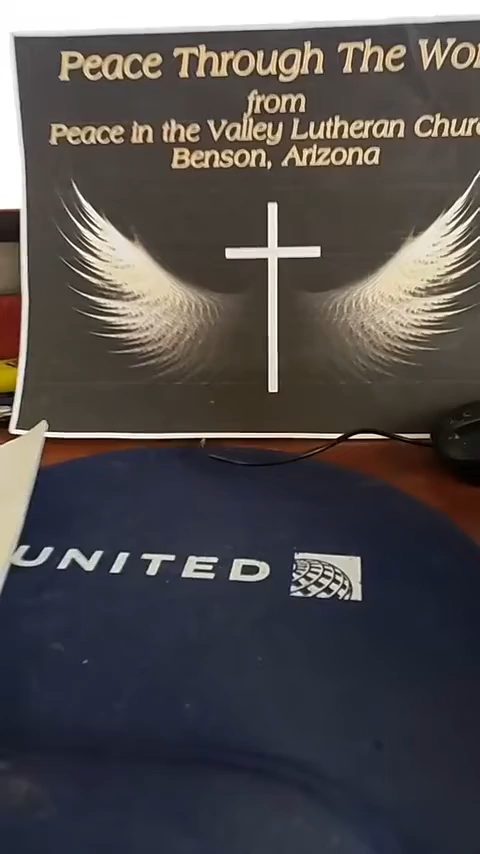 Peace Through The Wor
from
Peace in the Valley Lutheran Churc
Benson, Arizona
UNITED